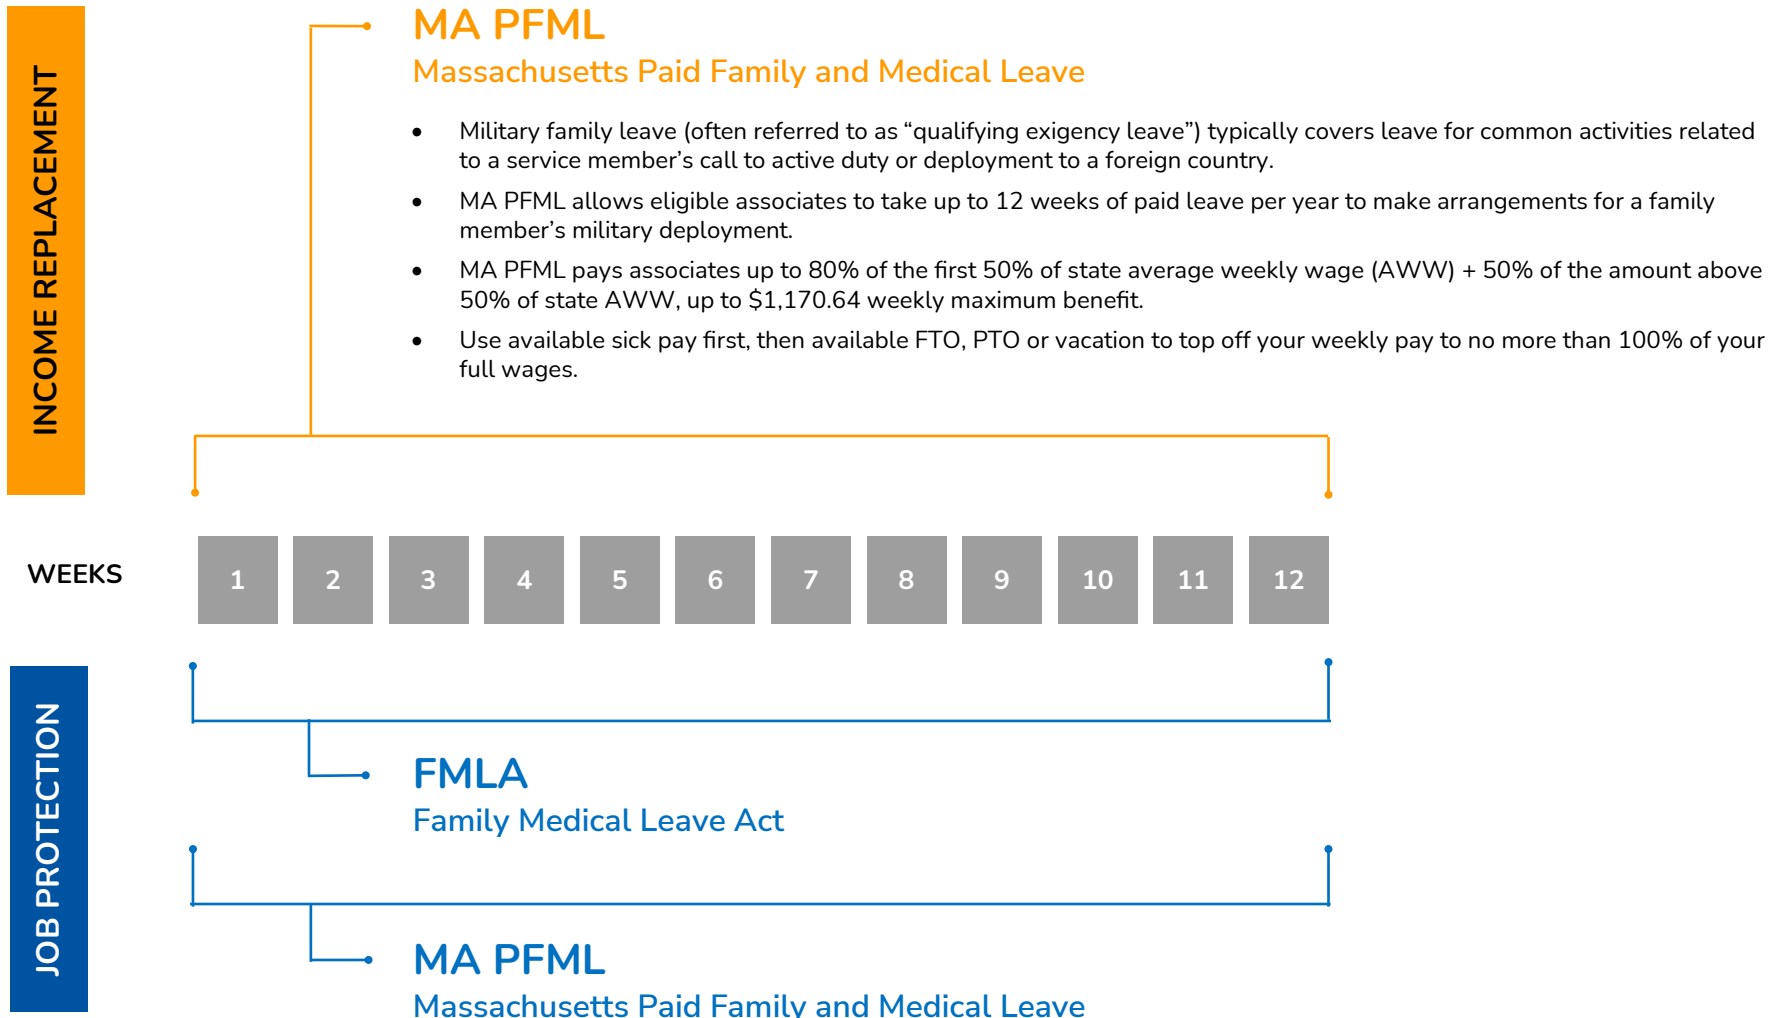 INCOME REPLACEMENT
MA PFML
Massachusetts Paid Family and Medical Leave
• Military family leave (often referred to as “qualifying exigency leave”) typically covers leave for common activities related
to a service member’s call to active duty or deployment to a foreign country.
• MA PFML allows eligible associates to take up to 12 weeks of paid leave per year to make arrangements for a family
member’s military deployment.
• MA PFML pays associates up to 80% of the first 50% of state average weekly wage (AWW) + 50% of the amount above
50% of state AWW, up to $1,170.64 weekly maximum benefit.
• Use available sick pay first, then available FTO, PTO or vacation to top off your weekly pay to no more than 100% of your
full wages.
WEEKS 1 2 3 4 5 6 7 8 9 10 11 12
JOB PROTECTION
FMLA
Family Medical Leave Act
MA PFML
Massachusetts Paid Family and Medical Leave